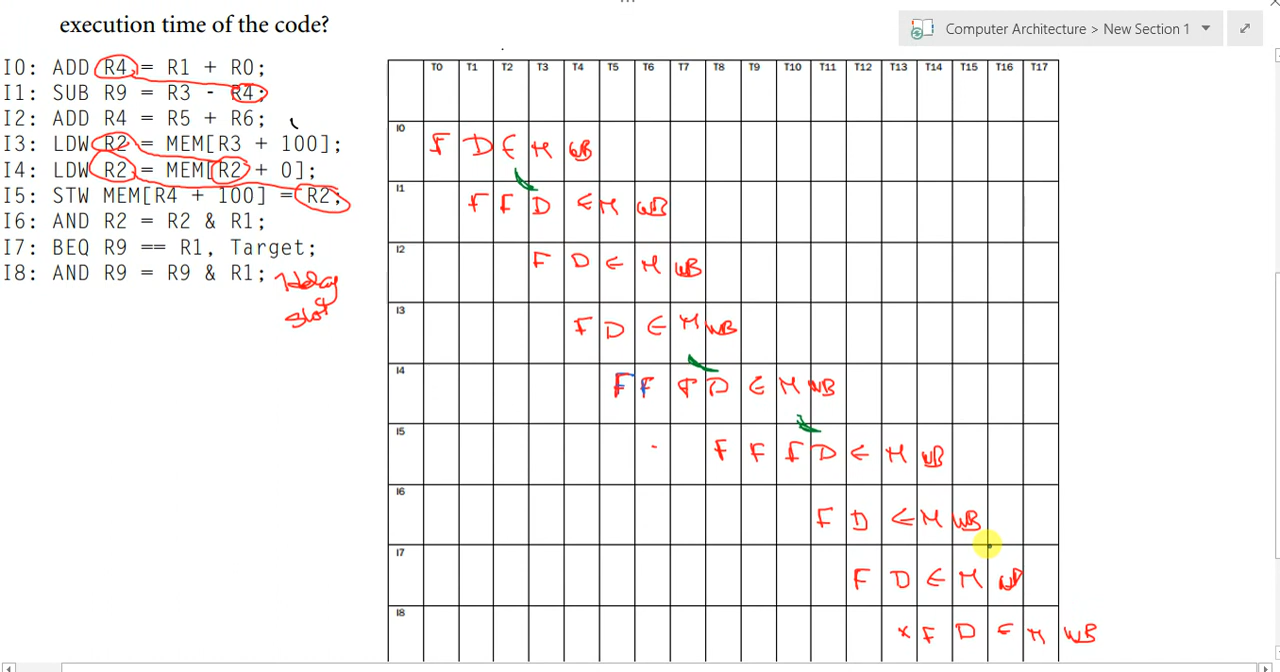 execution time of the code?
Computer Architecture > New Section 1
I0: ADD R4 = R1 + R0;
I1: SUB R9 = R3 - R4;
I2: ADD R4 = R5 + R6;
I3: LDW R2 = MEM[R3 + 100];
I4: LDW R2 = MEM[R2 + 0];
I5: STW MEM[R4 + 100] = R2;
I6: AND R2 = R2 & R1;
I7: BEQ R9 == R1, Target;
I8: AND R9 = R9 & R1;
slot
T0 T1 T2 T3 T4 T5 T6 T7 T8 T9 T10 T11 T12 T13 T14 T15 T16 T17
I0 F D E M WB
I1 F F D E M WB
I2 F D E M WB
I3 F D E M WB
I4 F F F D E M WB
I5 F F F D E M WB
I6 F D E M WB
I7 F D E M WB
I8 x F D E M WB